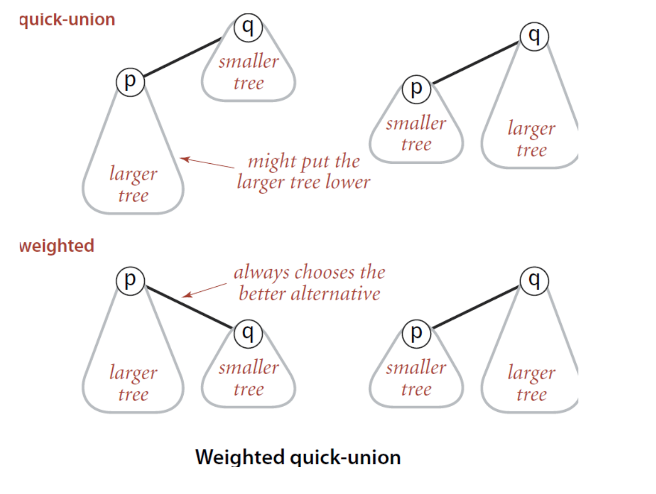 quick-union
q
smaller
tree
p
larger
tree
might put the
larger tree lower
q
p
smaller
tree
larger
tree
weighted
p
always chooses the
better alternative
q
larger
tree
smaller
tree
q
p
smaller
tree
larger
tree
Weighted quick-union